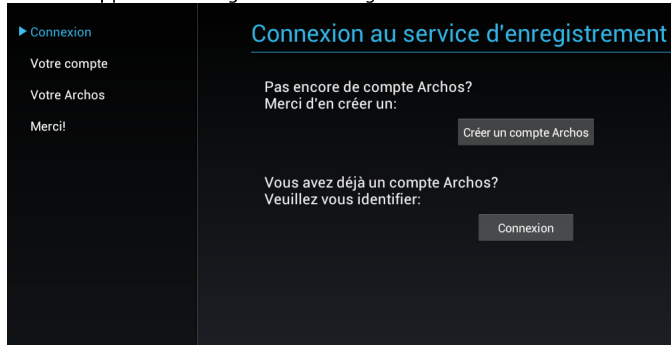 Connexion
Votre compte
Votre Archos
Merci!
Connexion au service d'enregistrement
Pas encore de compte Archos?
Merci d'en créer un:
Créer un compte Archos
Vous avez déjà un compte Archos?
Veuillez vous identifier:
Connexion